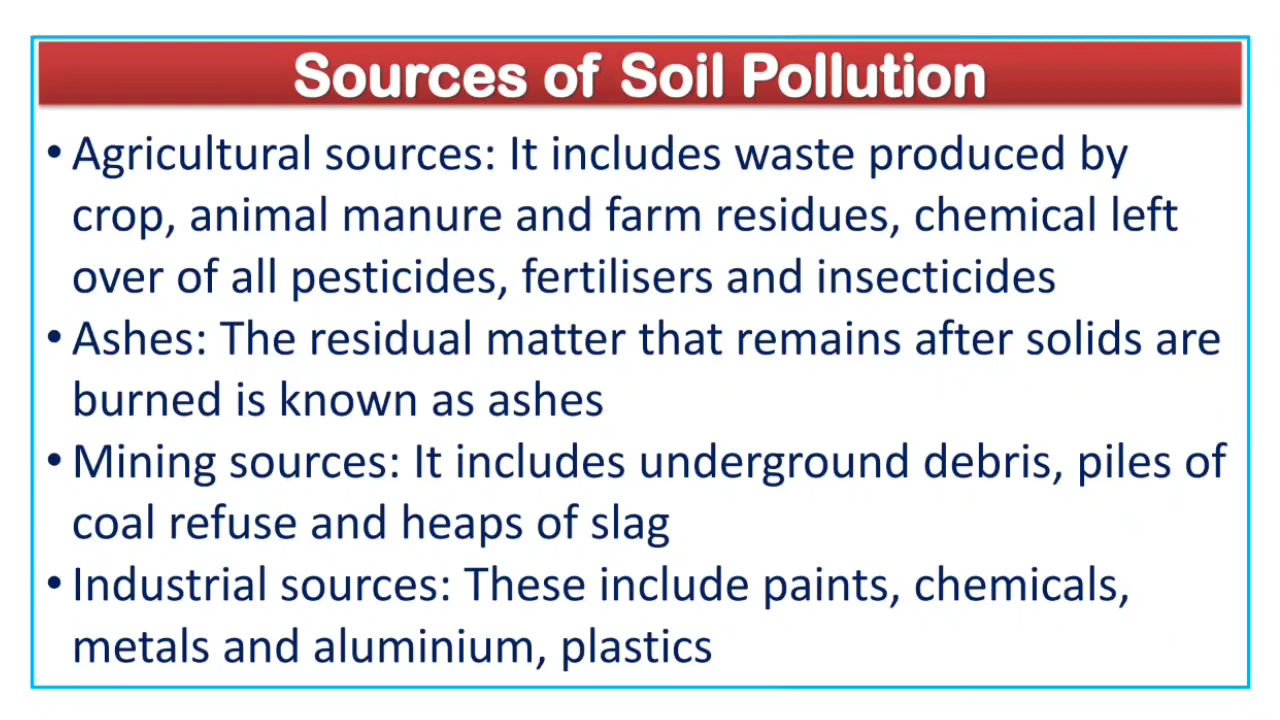 Sources of Soil Pollution
• Agricultural sources: It includes waste produced by
crop, animal manure and farm residues, chemical left
over of all pesticides, fertilisers and insecticides
• Ashes: The residual matter that remains after solids are
burned is known as ashes
• Mining sources: It includes underground debris, piles of
coal refuse and heaps of slag
• Industrial sources: These include paints, chemicals,
metals and aluminium, plastics